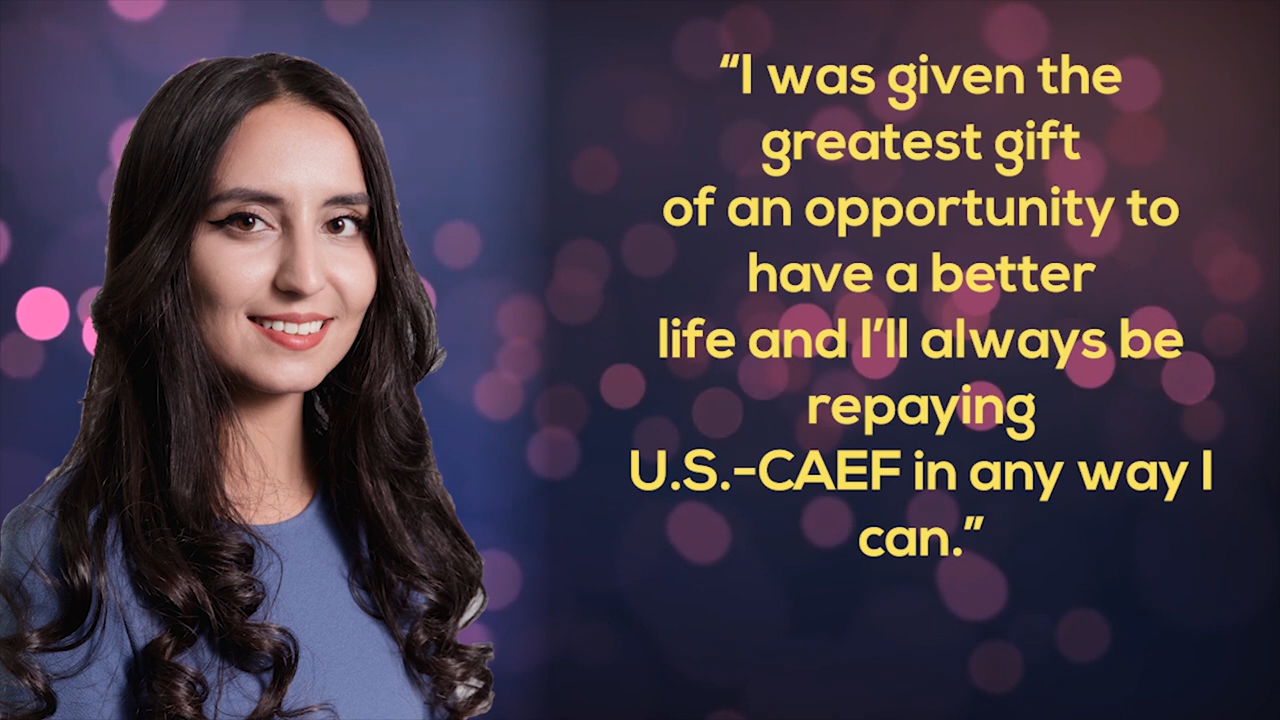 “I was given the
greatest gift
of an opportunity to
have a better
life and I’ll always be
repaying
U.S.-CAEF in any way I
can.”